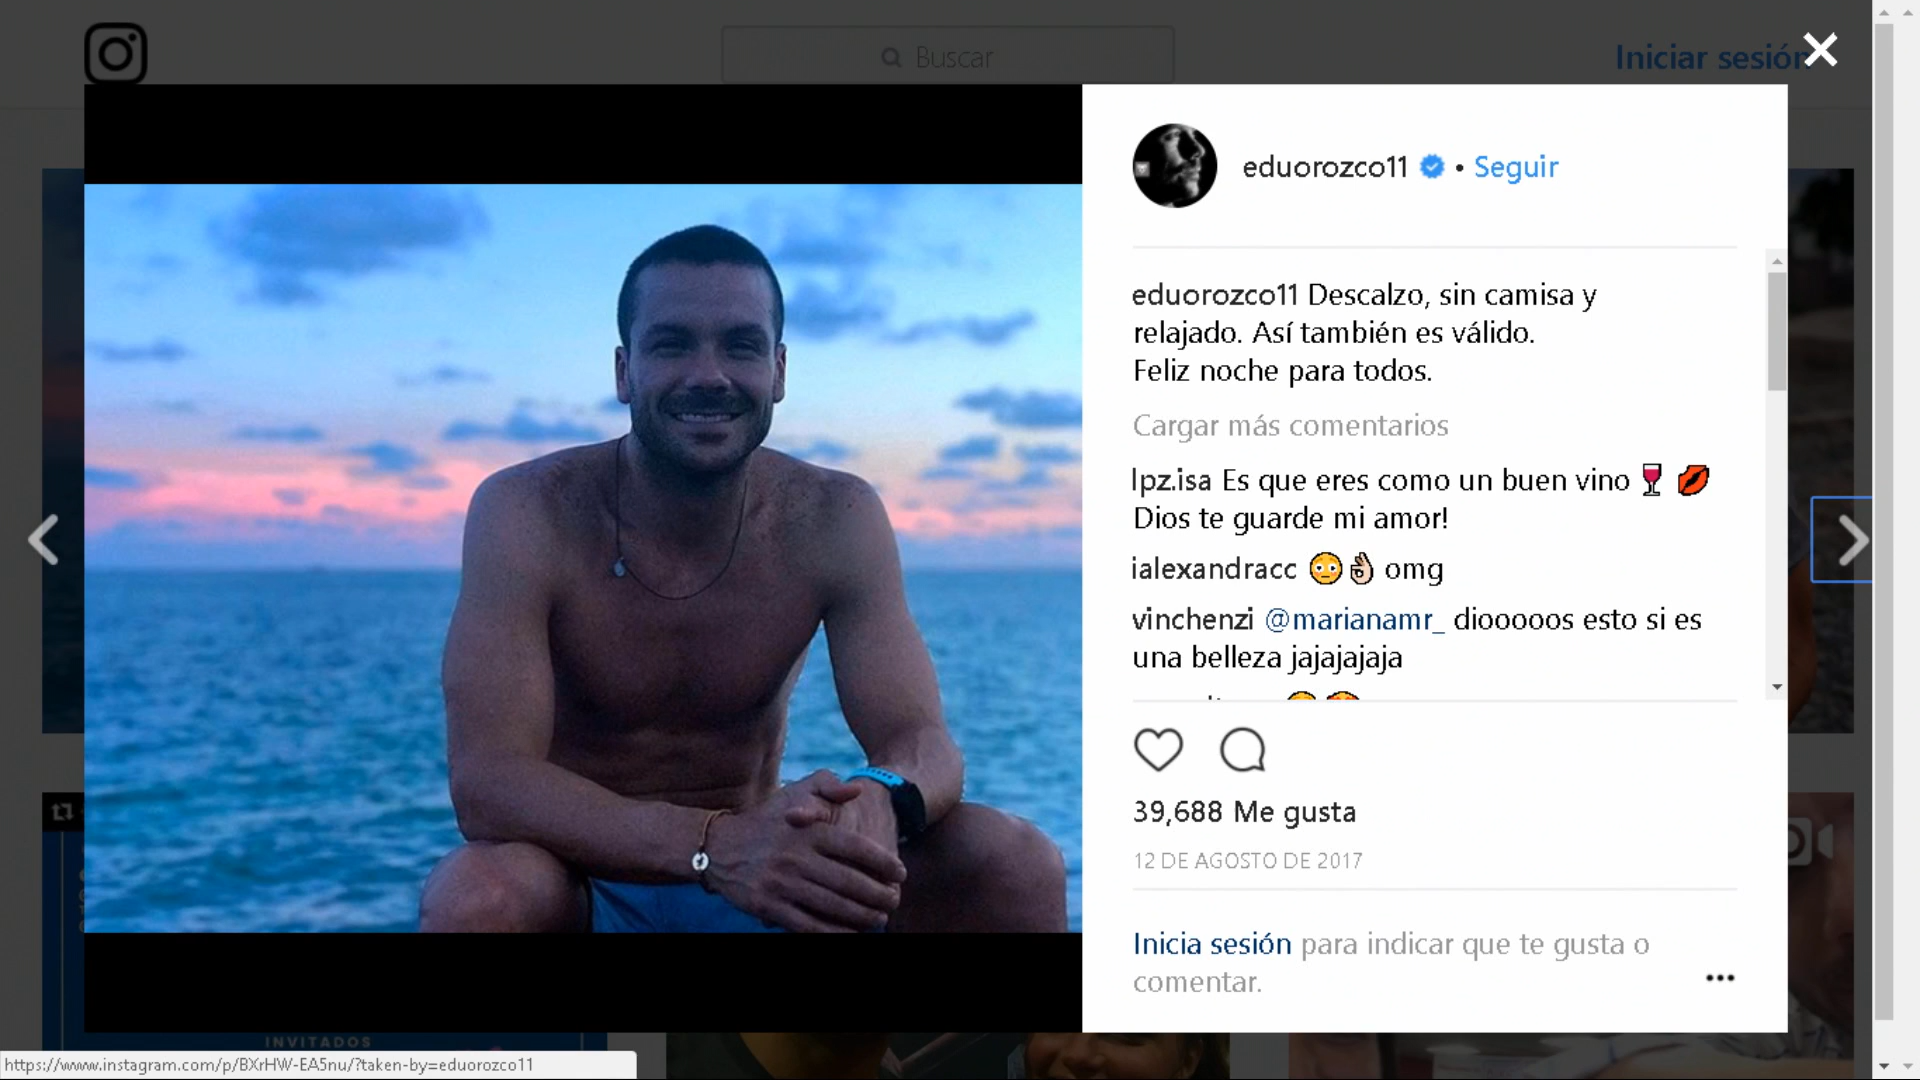 Buscar
Iniciar sesión
eduorozco11 • Seguir
eduorozco11 Descalzo, sin camisa y
relajado. Así también es válido.
Feliz noche para todos.
Cargar más comentarios
lpz.isa Es que eres como un buen vino🍷💋
Dios te guarde mi amor!
ialexandracc 😳👌🏻 omg
vinchenzi @marianamr_ diooooos esto si es
una belleza jajajajaja
39,688 Me gusta
12 DE AGOSTO DE 2017
Inicia sesión para indicar que te gusta o
comentar.
INVITADOS
https://www.instagram.com/p/BXrHW-EA5nu/?taken-by=eduorozco11